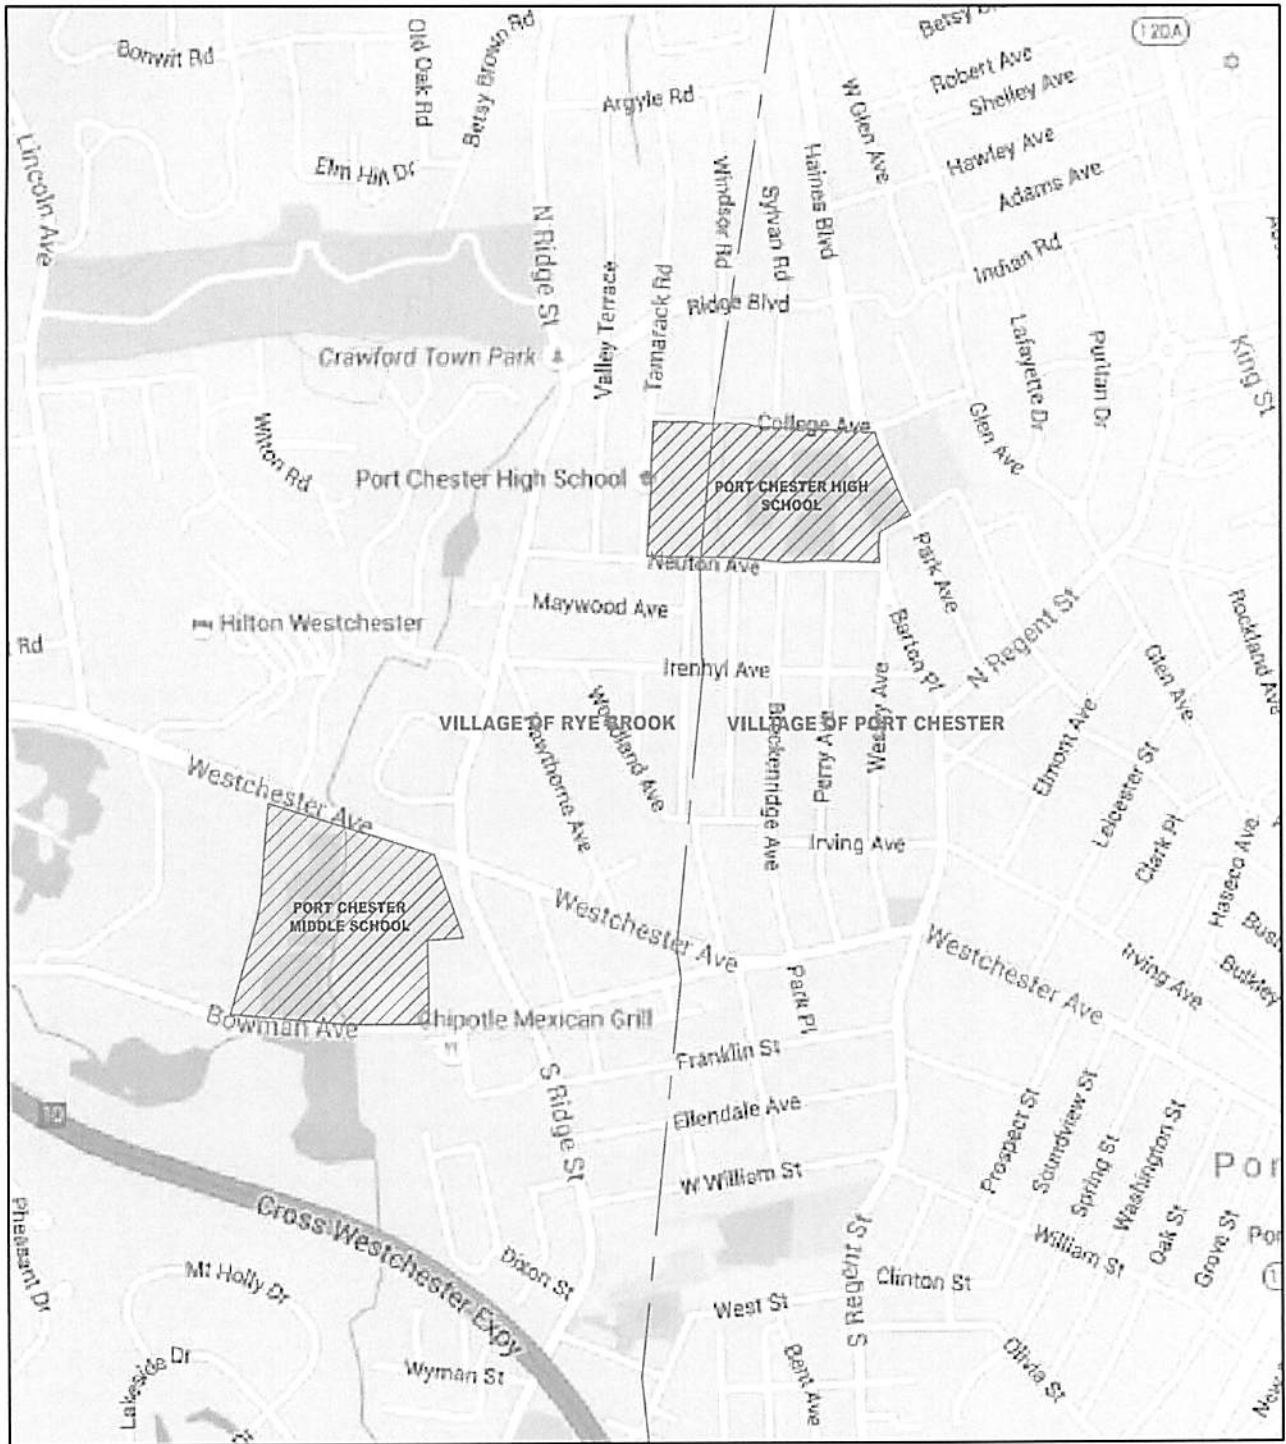 Betsy
120A
Bonwit Rd
Old Oak Rd
Betsy Brown Rd
Robert Ave
Shelley Ave
Argyle Rd
W Glen Ave
Hawley Ave
Adams Ave
Lincoln Ave
Elm Hill Dr
Windsor Rd
Sylvan Rd
Haines Blvd
N Ridge St
Indian Rd
Valley Terrace
Tamarack Rd
Ridge Blvd
Lafayette Dr
Puritan Dr
King St
Crawford Town Park
College Ave
Glen Ave
Wilton Rd
Port Chester High School
PORT CHESTER HIGH
SCHOOL
Neuton Ave
Park Ave
Maywood Ave
Hilton Westchester
Rd
Barton Pl
N Regent St
Rockland Ave
Irenhyl Ave
Glen Ave
VILLAGE OF RYE BROOK
VILLAGE OF PORT CHESTER
Woodland Ave
Hawthorne Ave
Breckenridge Ave
Perry Ave
Wesley Ave
Elmont Ave
Leicester St
Westchester Ave
Irving Ave
Clark Pl
Haseco Ave
PORT CHESTER
MIDDLE SCHOOL
Westchester Ave
Westchester Ave
Irving Ave
Bush
Bulkley
Park Pl
Bowman Ave
Chipotle Mexican Grill
Franklin St
S Ridge St
Ellendale Ave
Prospect St
Soundview St
Spring St
Washington St
Por
W William St
Oak St
Grove St
Por
Pheasant Dr
Cross Westchester Expy
Mt Holly Dr
Dixon St
S Regent St
William St
Clinton St
West St
Lakeside Dr
Wyman St
Bent Ave
Olivia St
New